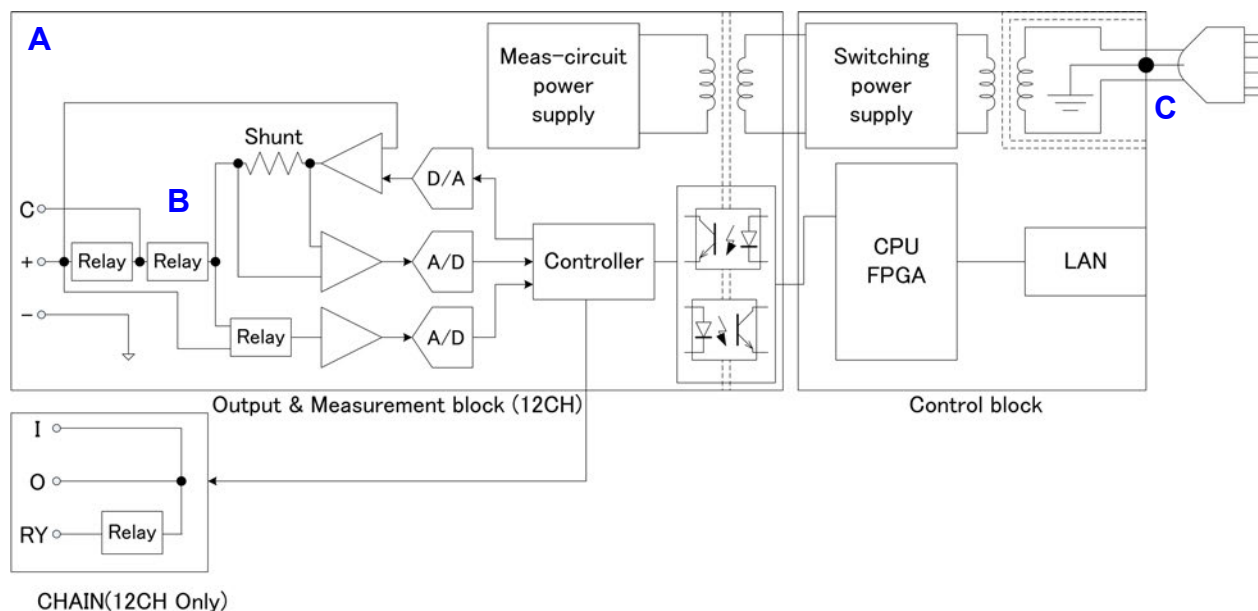 A
Meas-circuit
power
supply
Switching
power
supply
C
Shunt
D/A
B
C
+
Relay
Relay
A/D
Controller
CPU
FPGA
LAN
−
Relay
A/D
Output & Measurement block (12CH)
Control block
I
O
RY
Relay
CHAIN(12CH Only)